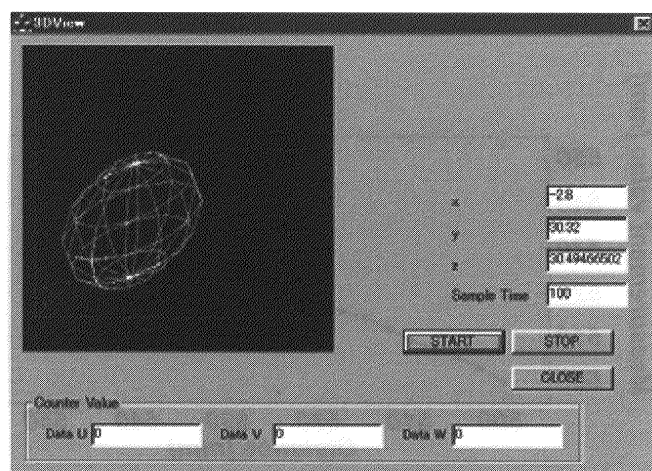 3DView
x -2.8
y 30.32
z 30.49466502
Sample Time 100
START STOP
CLOSE
Counter Value
Data U 0 Data V 0 Data W 0